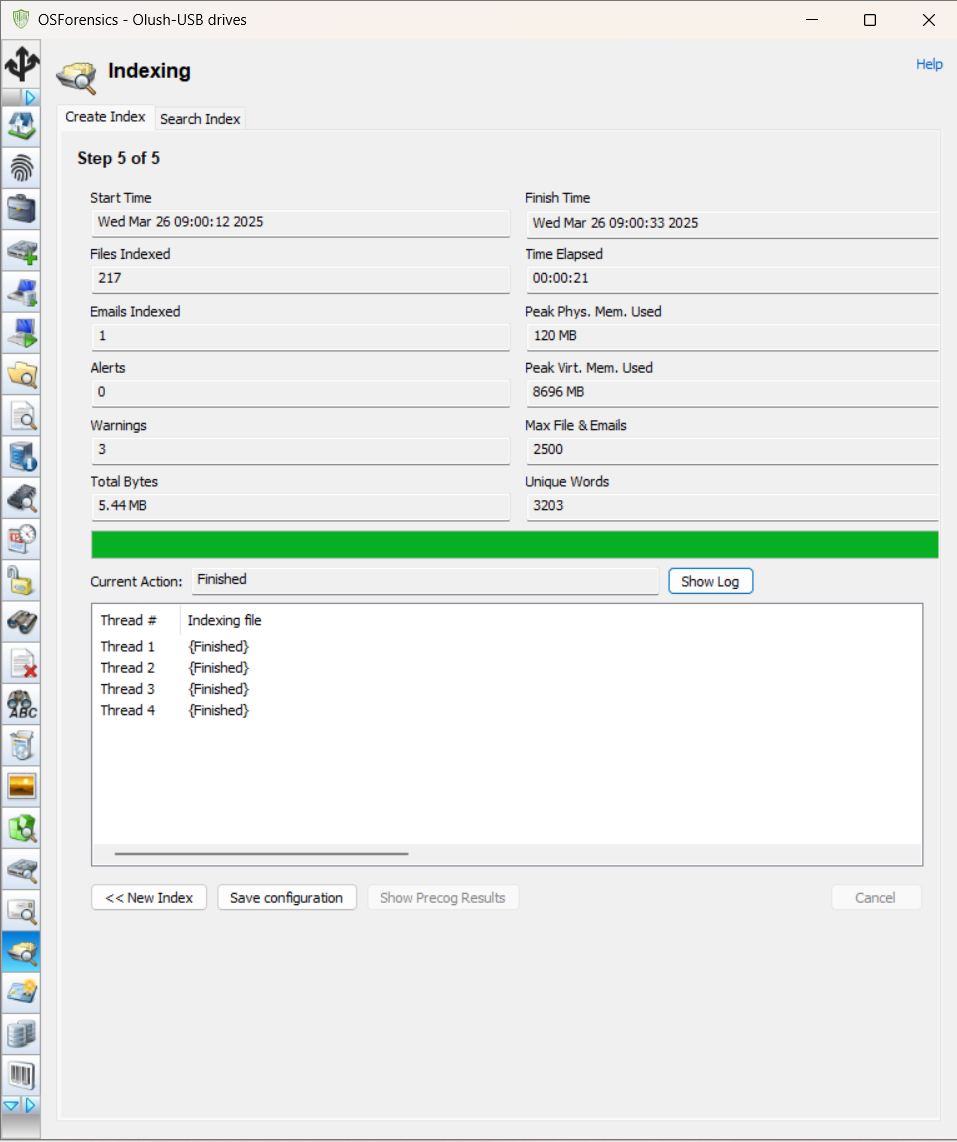 OSForensics - Olush-USB drives
Indexing
Help
Create Index
Search Index
Step 5 of 5
Start Time
Wed Mar 26 09:00:12 2025
Finish Time
Wed Mar 26 09:00:33 2025
Files Indexed
217
Time Elapsed
00:00:21
Emails Indexed
1
Peak Phys. Mem. Used
120 MB
Alerts
0
Peak Virt. Mem. Used
8696 MB
Warnings
3
Max File & Emails
2500
Total Bytes
5.44 MB
Unique Words
3203
Current Action: Finished Show Log
Thread # Indexing file
Thread 1 {Finished}
Thread 2 {Finished}
Thread 3 {Finished}
Thread 4 {Finished}
<< New Index Save configuration Show Precog Results Cancel
ABC